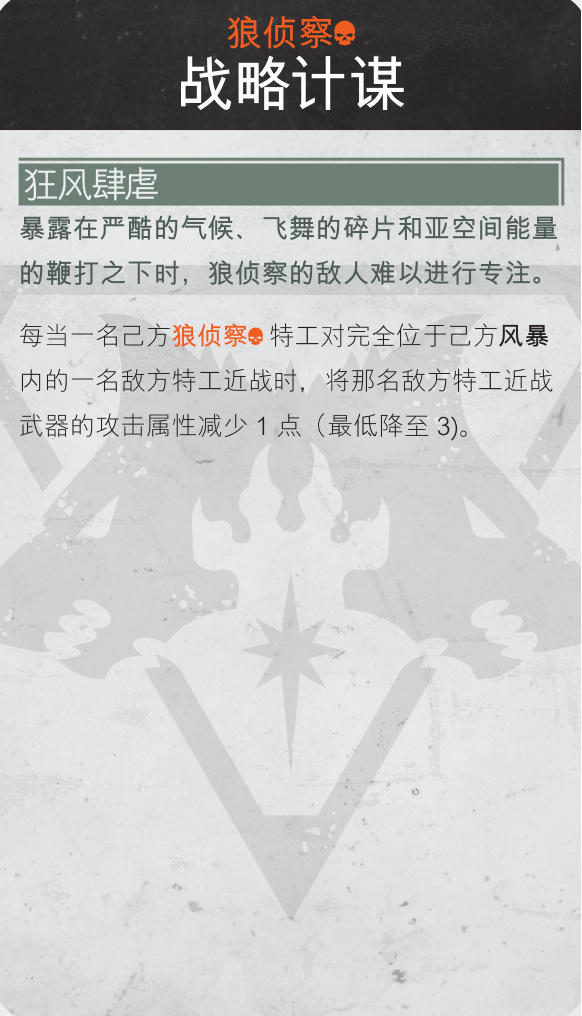 狼侦察
战略计谋
狂风肆虐
暴露在严酷的气候、飞舞的碎片和亚空间能量
的鞭打之下时，狼侦察的敌人难以进行专注。
每当一名己方狼侦察 特工对完全位于己方风暴
内的一名敌方特工近战时，将那名敌方特工近战
武器的攻击属性减少 1 点（最低降至 3)。